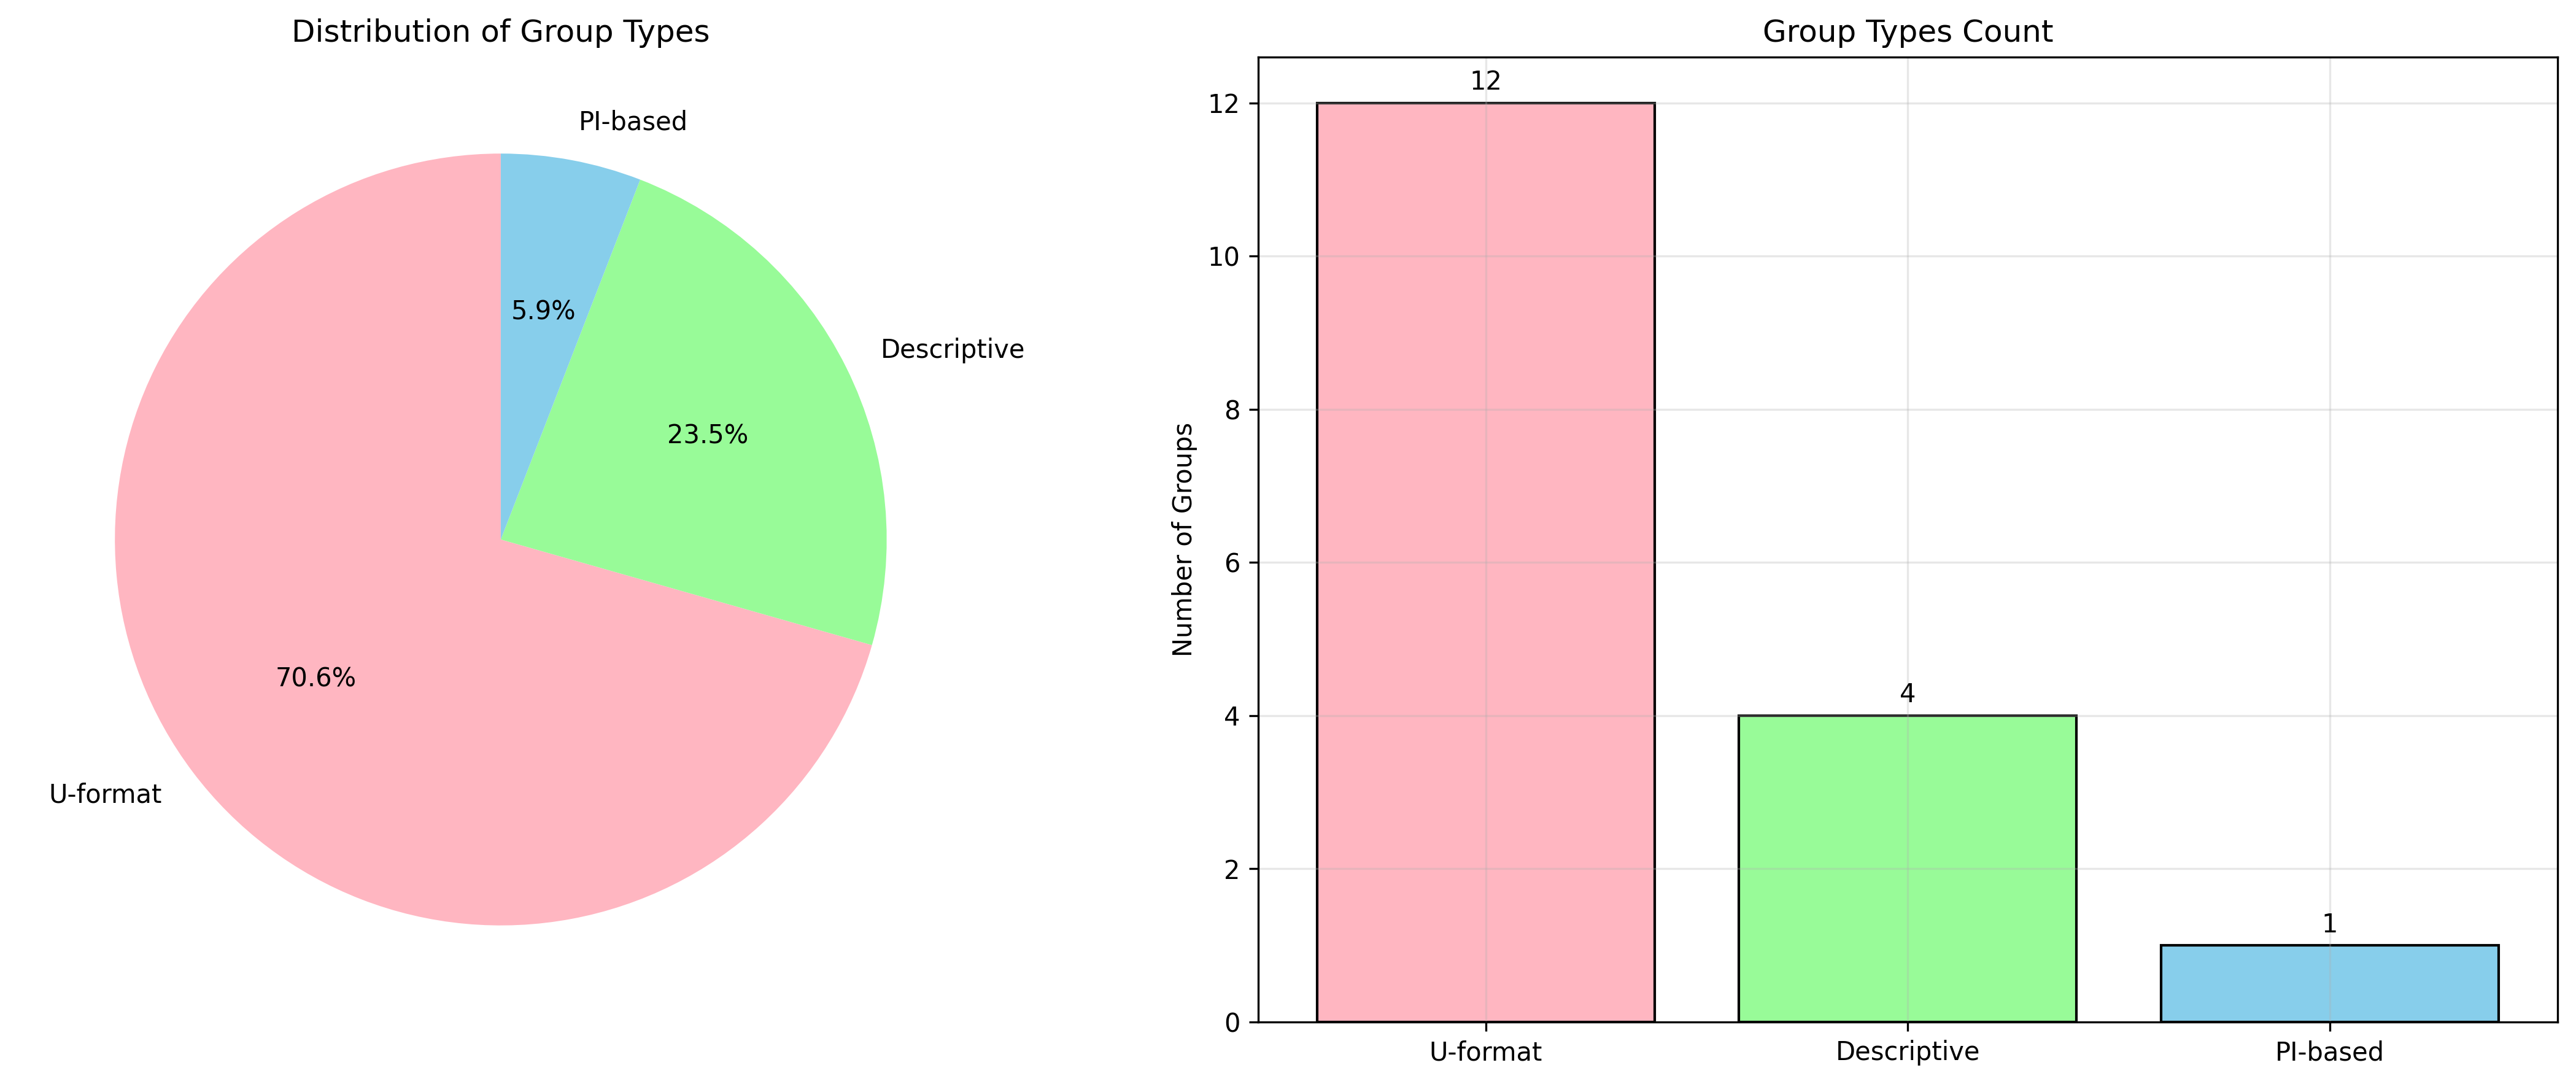 Distribution of Group Types
PI-based
5.9%
Descriptive
23.5%
70.6%
U-format
Group Types Count
Number of Groups
12
10
8
6
4
2
0
12
4
1
U-format
Descriptive
PI-based